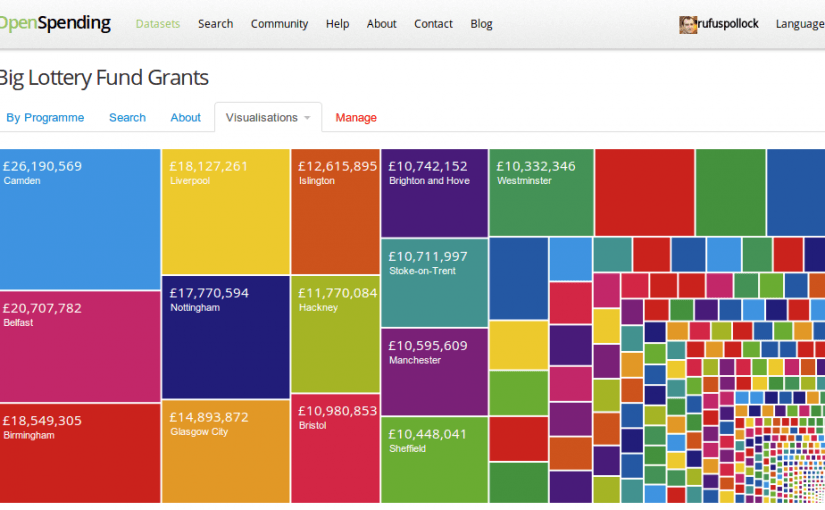 OpenSpending Datasets Search Community Help About Contact Blog rufuspollock Language
Big Lottery Fund Grants
By Programme Search About Visualisations Manage
£26,190,569
Camden
£20,707,782
Belfast
£18,549,305
Birmingham
£18,127,261
Liverpool
£17,770,594
Nottingham
£14,893,872
Glasgow City
£12,615,895
Islington
£11,770,084
Hackney
£10,980,853
Bristol
£10,742,152
Brighton and Hove
£10,711,997
Stoke-on-Trent
£10,595,609
Manchester
£10,448,041
Sheffield
£10,332,346
Westminster